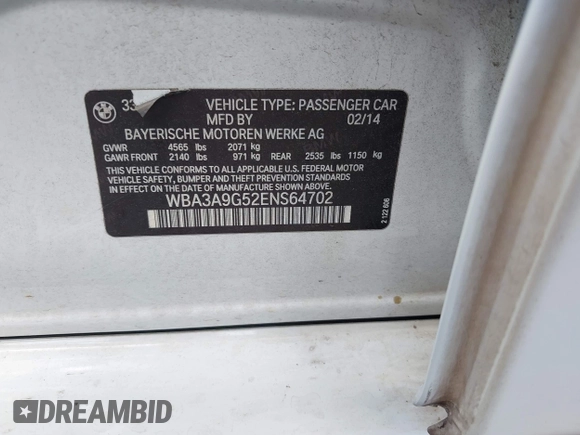 BMW
VEHICLE TYPE: PASSENGER CAR
MFD BY 02/14
BAYERISCHE MOTOREN WERKE AG
GVWR 4565 lbs 2071 kg
GAWR FRONT 2140 lbs 971 kg REAR 2535 lbs 1150 kg
THIS VEHICLE CONFORMS TO ALL APPLICABLE U.S. FEDERAL MOTOR
VEHICLE SAFETY, BUMPER, AND THEFT PREVENTION STANDARDS
IN EFFECT ON THE DATE OF MANUFACTURE SHOWN ABOVE.
WBA3A9G52ENS64702
2 122 606
DREAMBID